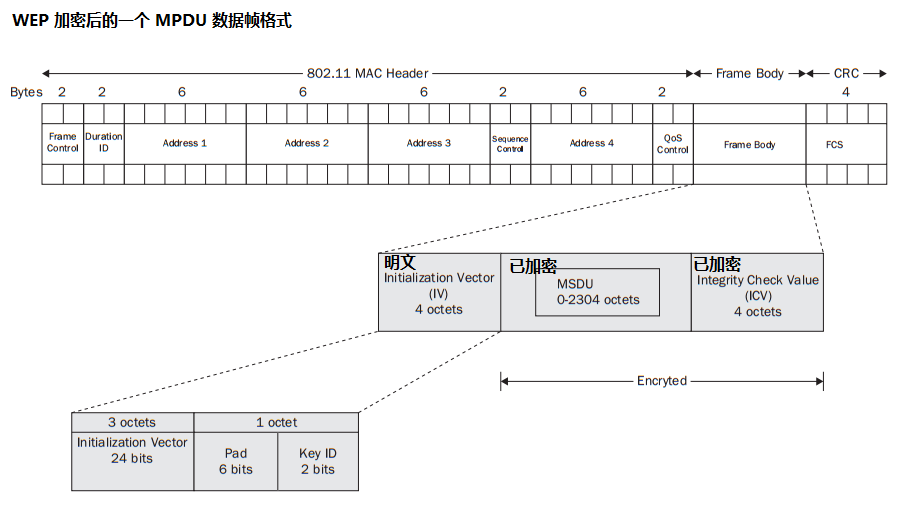 WEP 加密后的一个 MPDU 数据帧格式
802.11 MAC Header
Frame Body
CRC
Bytes 2 2 6 6 6 2 6 2 4
Frame Control
Duration ID
Address 1
Address 2
Address 3
Sequence Control
Address 4
QoS Control
Frame Body
FCS
明文
Initialization Vector
(IV)
4 octets
已加密
MSDU
0-2304 octets
已加密
Integrity Check Value
(ICV)
4 octets
Encryted
3 octets
1 octet
Initialization Vector
24 bits
Pad
6 bits
Key ID
2 bits